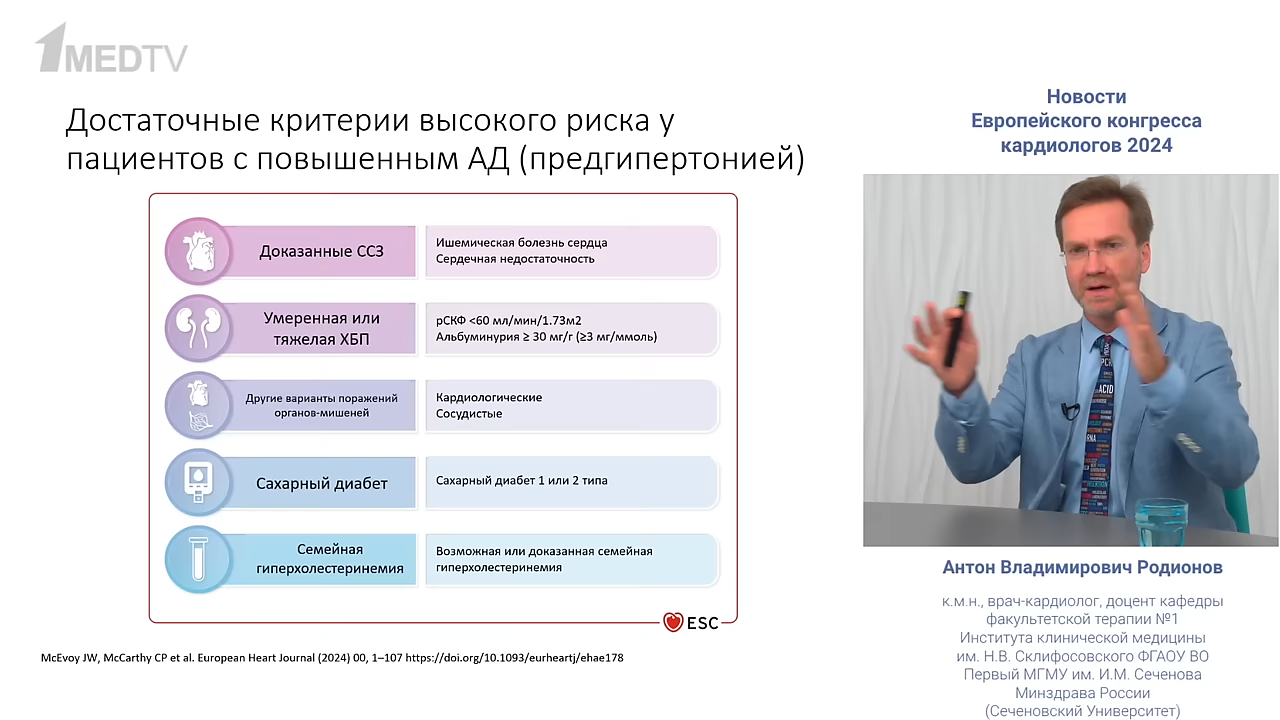 1MEDTV
Достаточные критерии высокого риска у
пациентов с повышенным АД (предгипертонией)
Доказанные ССЗ
Ишемическая болезнь сердца
Сердечная недостаточность
Умеренная или
тяжелая ХБП
рСКФ <60 мл/мин/1.73м2
Альбуминурия ≥ 30 мг/г (≥3 мг/ммоль)
Другие варианты поражений
органов-мишеней
Кардиологические
Сосудистые
Сахарный диабет
Сахарный диабет 1 или 2 типа
Семейная
гиперхолестеринемия
Возможная или доказанная семейная
гиперхолестеринемия
ESC
McEvoy JW, McCarthy CP et al. European Heart Journal (2024) 00, 1–107 https://doi.org/10.1093/eurheartj/ehae178
Новости
Европейского конгресса
кардиологов 2024
ACID
RNA
Антон Владимирович Родионов
к.м.н., врач-кардиолог, доцент кафедры
факультетской терапии №1
Института клинической медицины
им. Н.В. Склифосовского ФГАОУ ВО
Первый МГМУ им. И.М. Сеченова
Минздрава России
(Сеченовский Университет)